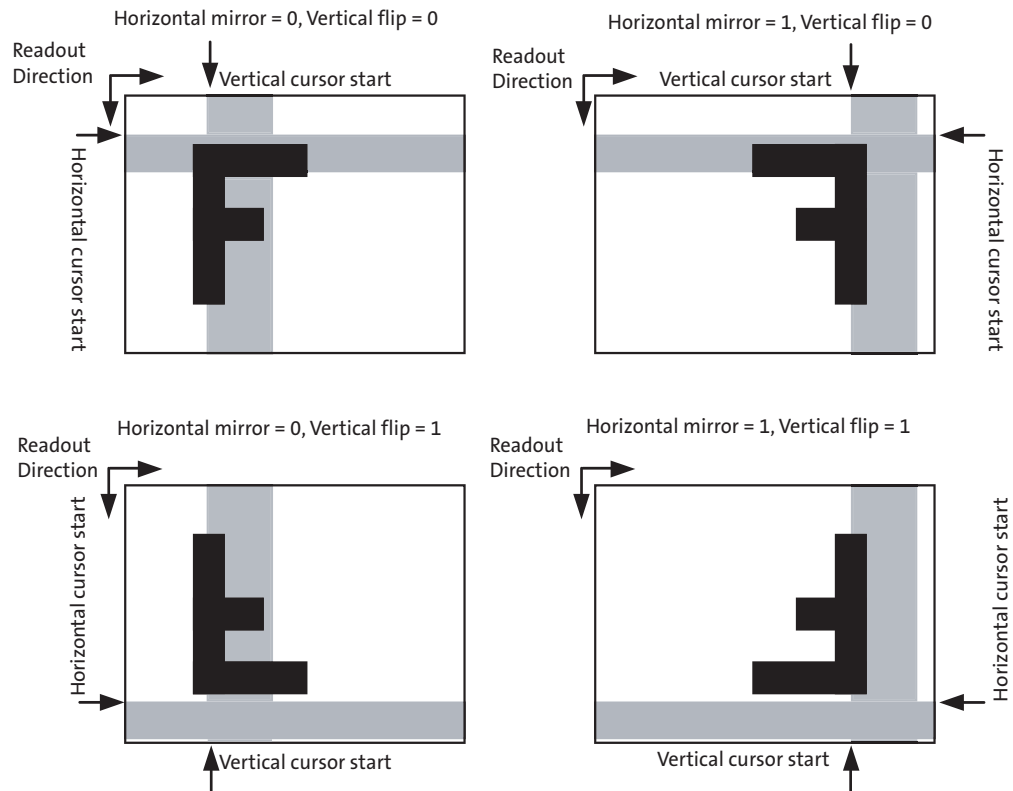 Horizontal mirror = 0, Vertical flip = 0
Readout
Direction
Vertical cursor start
Horizontal cursor start
Horizontal mirror = 1, Vertical flip = 0
Readout
Direction
Vertical cursor start
Horizontal cursor start
Horizontal mirror = 0, Vertical flip = 1
Readout
Direction
Horizontal cursor start
Vertical cursor start
Horizontal mirror = 1, Vertical flip = 1
Readout
Direction
Horizontal cursor start
Vertical cursor start